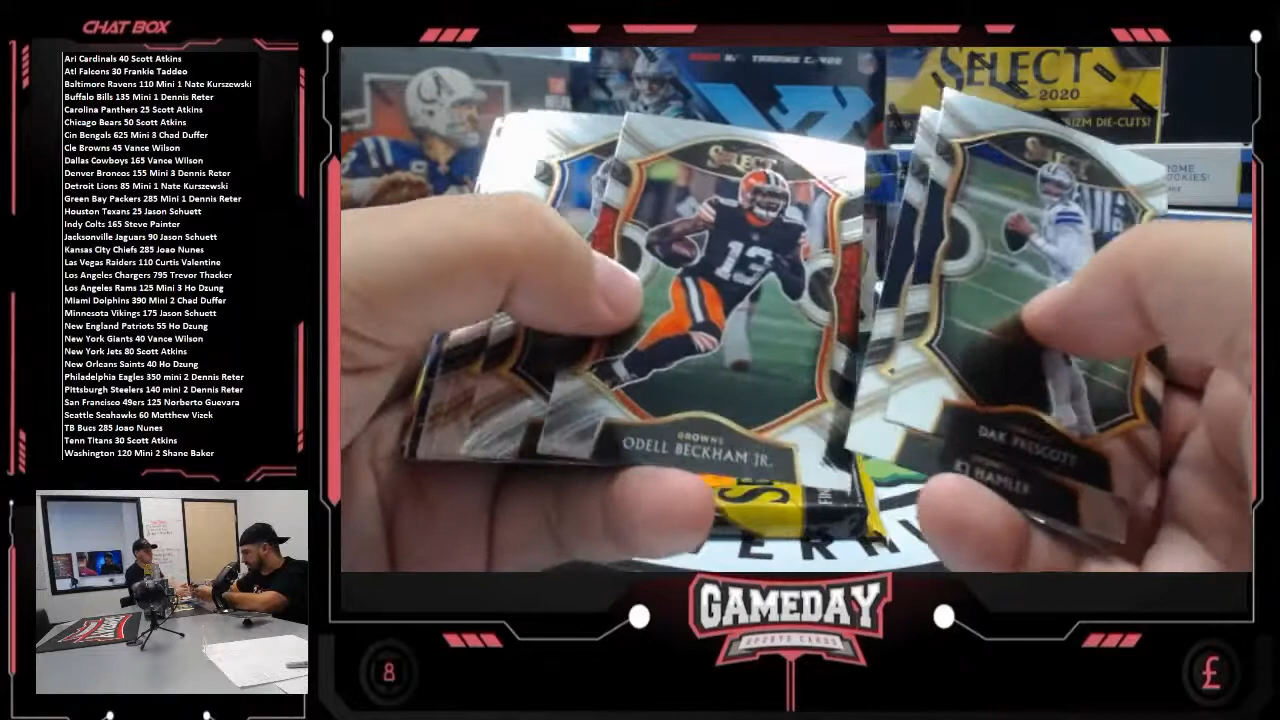 CHAT BOX
Ari Cardinals 40 Scott Atkins
Atl Falcons 30 Frankie Taddeo
Baltimore Ravens 110 Mini 1 Nate Kurszewski
Buffalo Bills 135 Mini 1 Dennis Reter
Carolina Panthers 25 Scott Atkins
Chicago Bears 50 Scott Atkins
Cin Bengals 625 Mini 3 Chad Duffer
Cle Browns 45 Vance Wilson
Dallas Cowboys 165 Vance Wilson
Denver Broncos 155 Mini 3 Dennis Reter
Detroit Lions 85 Mini 1 Nate Kurszewski
Green Bay Packers 285 Mini 1 Dennis Reter
Houston Texans 25 Jason Schuett
Indy Colts 165 Steve Painter
Jacksonville Jaguars 90 Jason Schuett
Kansas City Chiefs 285 Joao Nunes
Las Vegas Raiders 110 Curtis Valentine
Los Angeles Chargers 795 Trevor Thacker
Los Angeles Rams 125 Mini 3 Ho Dzung
Miami Dolphins 390 Mini 2 Chad Duffer
Minnesota Vikings 175 Jason Schuett
New England Patriots 55 Ho Dzung
New York Giants 40 Vance Wilson
New York Jets 80 Scott Atkins
New Orleans Saints 40 Ho Dzung
Philadelphia Eagles 350 mini 2 Dennis Reter
Pittsburgh Steelers 140 mini 2 Dennis Reter
San Francisco 49ers 125 Norberto Guevara
Seattle Seahawks 60 Matthew Vizek
TB Bucs 285 Joao Nunes
Tenn Titans 30 Scott Atkins
Washington 120 Mini 2 Shane Baker
TRADING CARDS
SELECT
2020
PRIZM DIE-CUTS!
SELECT
13
BROWNS
ODELL BECKHAM JR.
SELECT
DAK PRESCOTT
KJ HAMLER
GAMEDAY
SPORTS CARDS
8
£